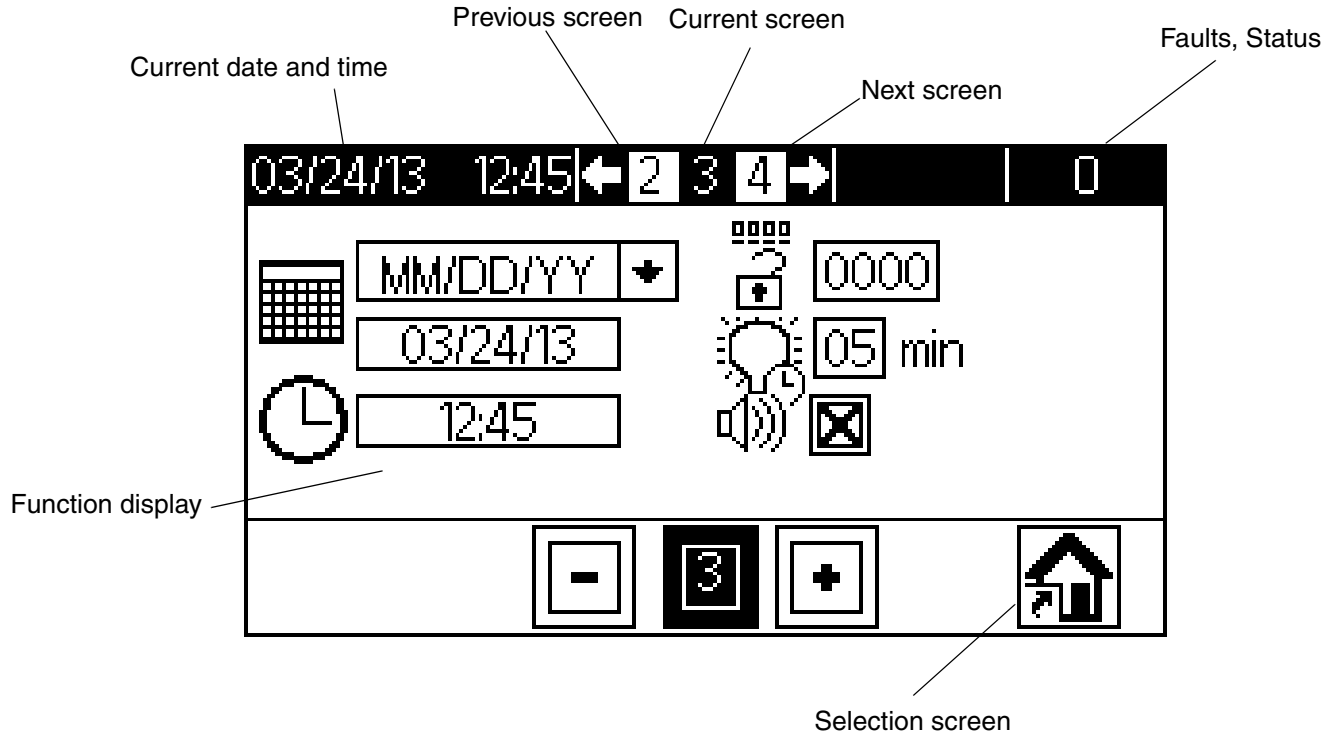 Previous screen
Current screen
Faults, Status
Current date and time
Next screen
03/24/13 12:45 2 3 4 0
MM/DD/YY
0000
03/24/13
05 min
12:45
Function display
- 3 +
Selection screen